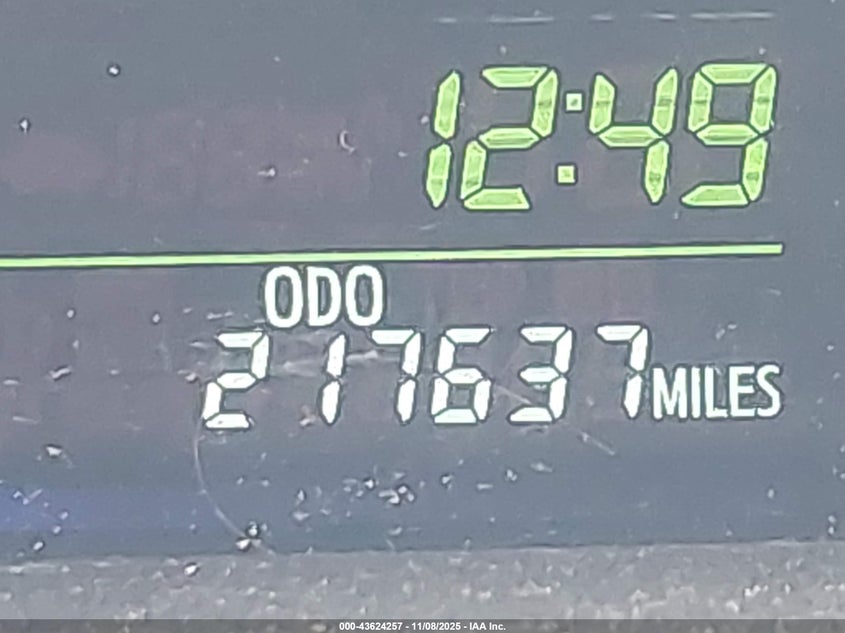 12:49
ODO
217637 MILES
000-43624257 - 11/08/2025 - IAA Inc.